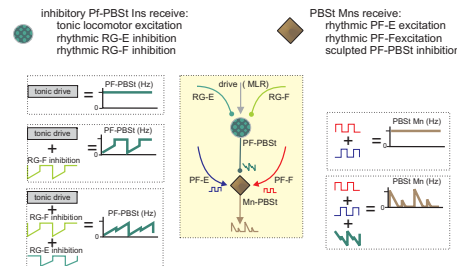 inhibitory Pf-PBSt Ins receive:
tonic locomotor excitation
rhythmic RG-E inhibition
rhythmic RG-F inhibition
PBSt Mns receive:
rhythmic PF-E excitation
rhythmic PF-Fexcitation
sculpted PF-PBSt inhibition
tonic drive
=
PF-PBSt (Hz)
0
tonic drive
+
RG-F inhibition
=
PF-PBSt (Hz)
0
tonic drive
+
RG-F inhibition
+
RG-E inhibition
=
PF-PBSt (Hz)
0
drive ( MLR)
RG-E
RG-F
PF-PBSt
PF-E
PF-F
Mn-PBSt
+
=
PBSt Mn (Hz)
0
+
+
=
PBSt Mn (Hz)
0